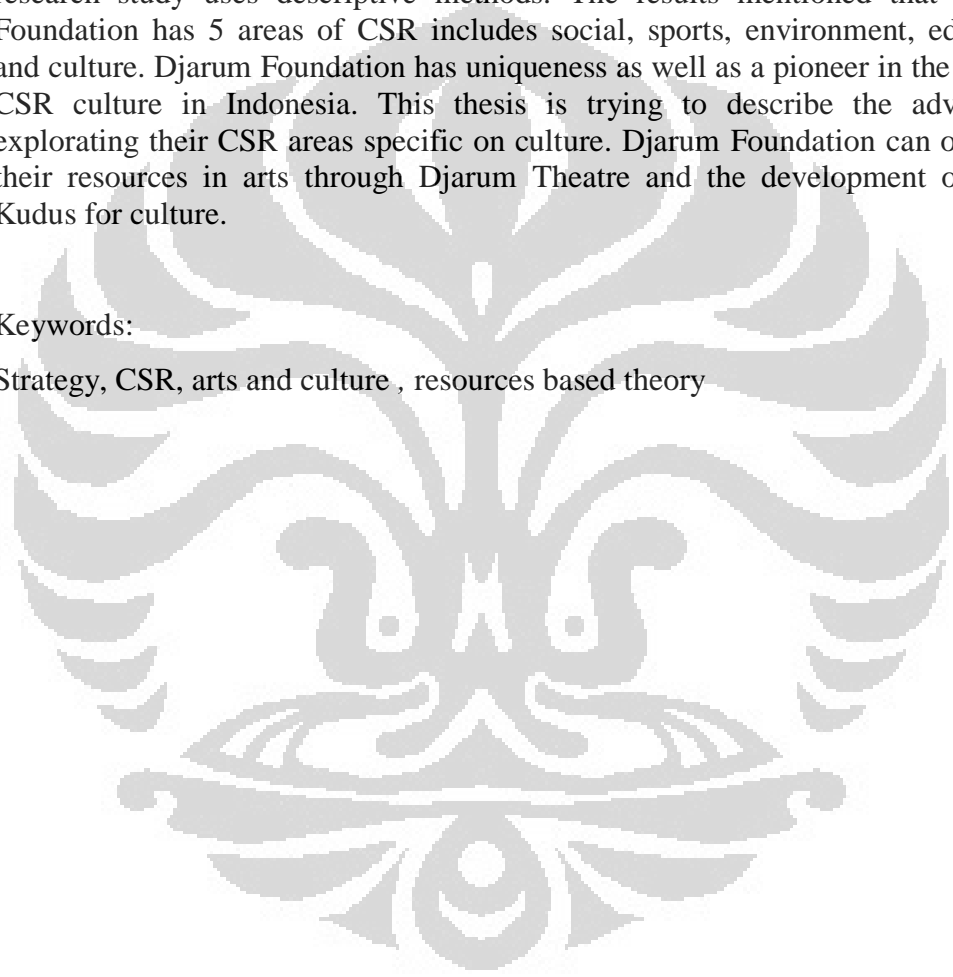 research study uses descriptive methods. The results mentioned that
Foundation has 5 areas of CSR includes social, sports, environment, ed
and culture. Djarum Foundation has uniqueness as well as a pioneer in the
CSR culture in Indonesia. This thesis is trying to describe the adv
explorating their CSR areas specific on culture. Djarum Foundation can o
their resources in arts through Djarum Theatre and the development o
Kudus for culture.
Keywords:
Strategy, CSR, arts and culture , resources based theory